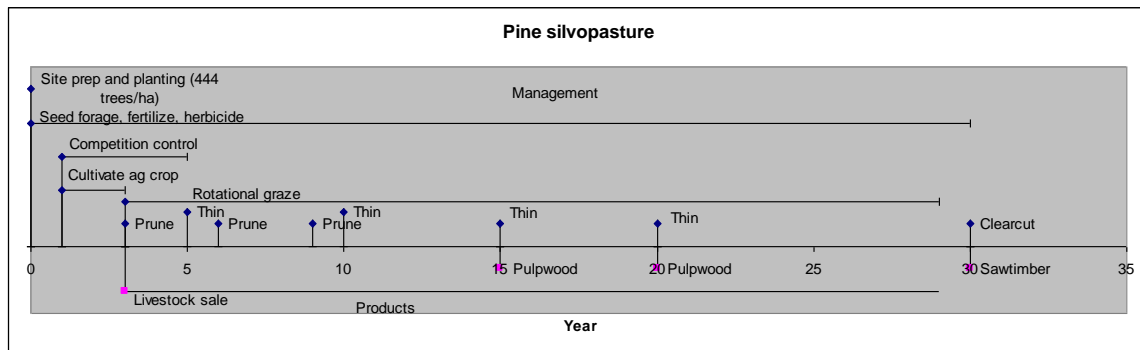 Pine silvopasture
Site prep and planting (444
trees/ha)
Management
Seed forage, fertilize, herbicide
Competition control
Cultivate ag crop
Rotational graze
Prune
Thin
Prune
Prune
Thin
Thin
Thin
Clearcut
0 5 10 15 20 25 30 35
Pulpwood
Pulpwood
Sawtimber
Livestock sale
Products
Year